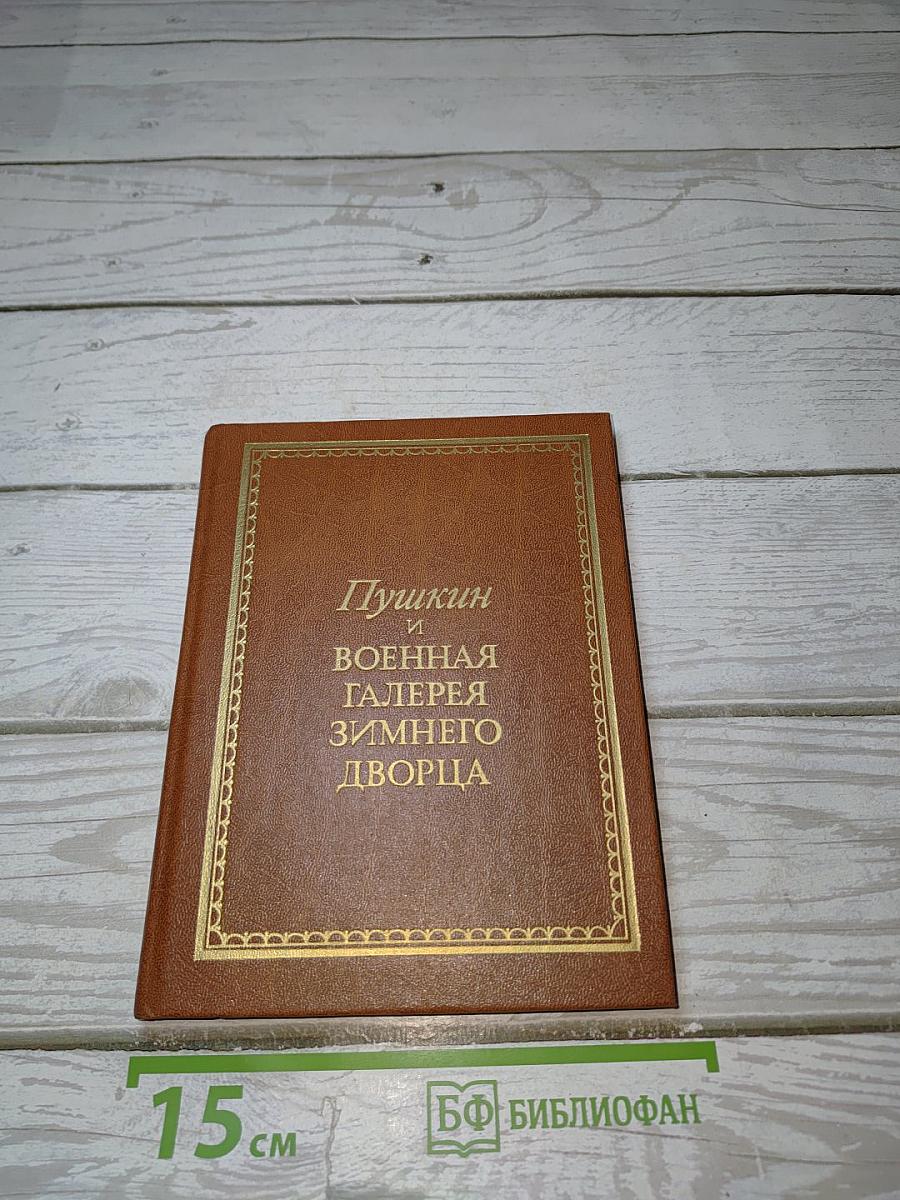 Пушкин
и
ВОЕННАЯ
ГАЛЕРЕЯ
ЗИМНЕГО
ДВОРЦА
15 см
БФ БИБЛИОФАН